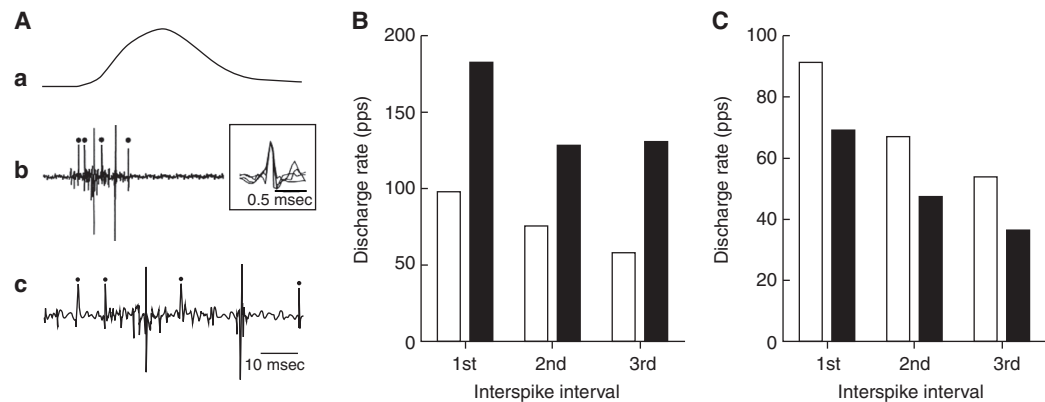 A
a
b
0.5 msec
c
10 msec
B
Discharge rate (pps)
200
150
100
50
0
1st 2nd 3rd
Interspike interval
C
Discharge rate (pps)
100
80
60
40
20
0
1st 2nd 3rd
Interspike interval